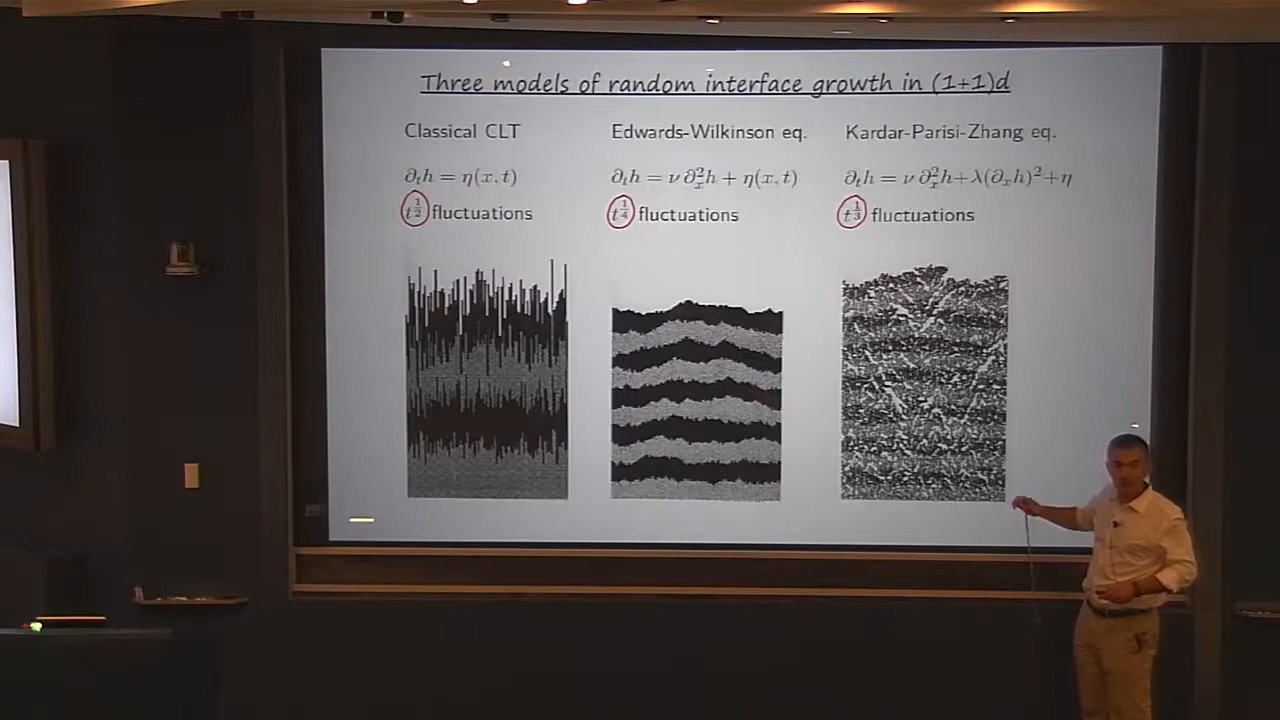 Three models of random interface growth in (1+1)d
Classical CLT
∂ₜh = η(x, t)
t^{1/2} fluctuations
Edwards-Wilkinson eq.
∂ₜh = ν ∂ₓ²h + η(x, t)
t^{1/4} fluctuations
Kardar-Parisi-Zhang eq.
∂ₜh = ν ∂ₓ²h+λ(∂ₓh)²+η
t^{1/3} fluctuations